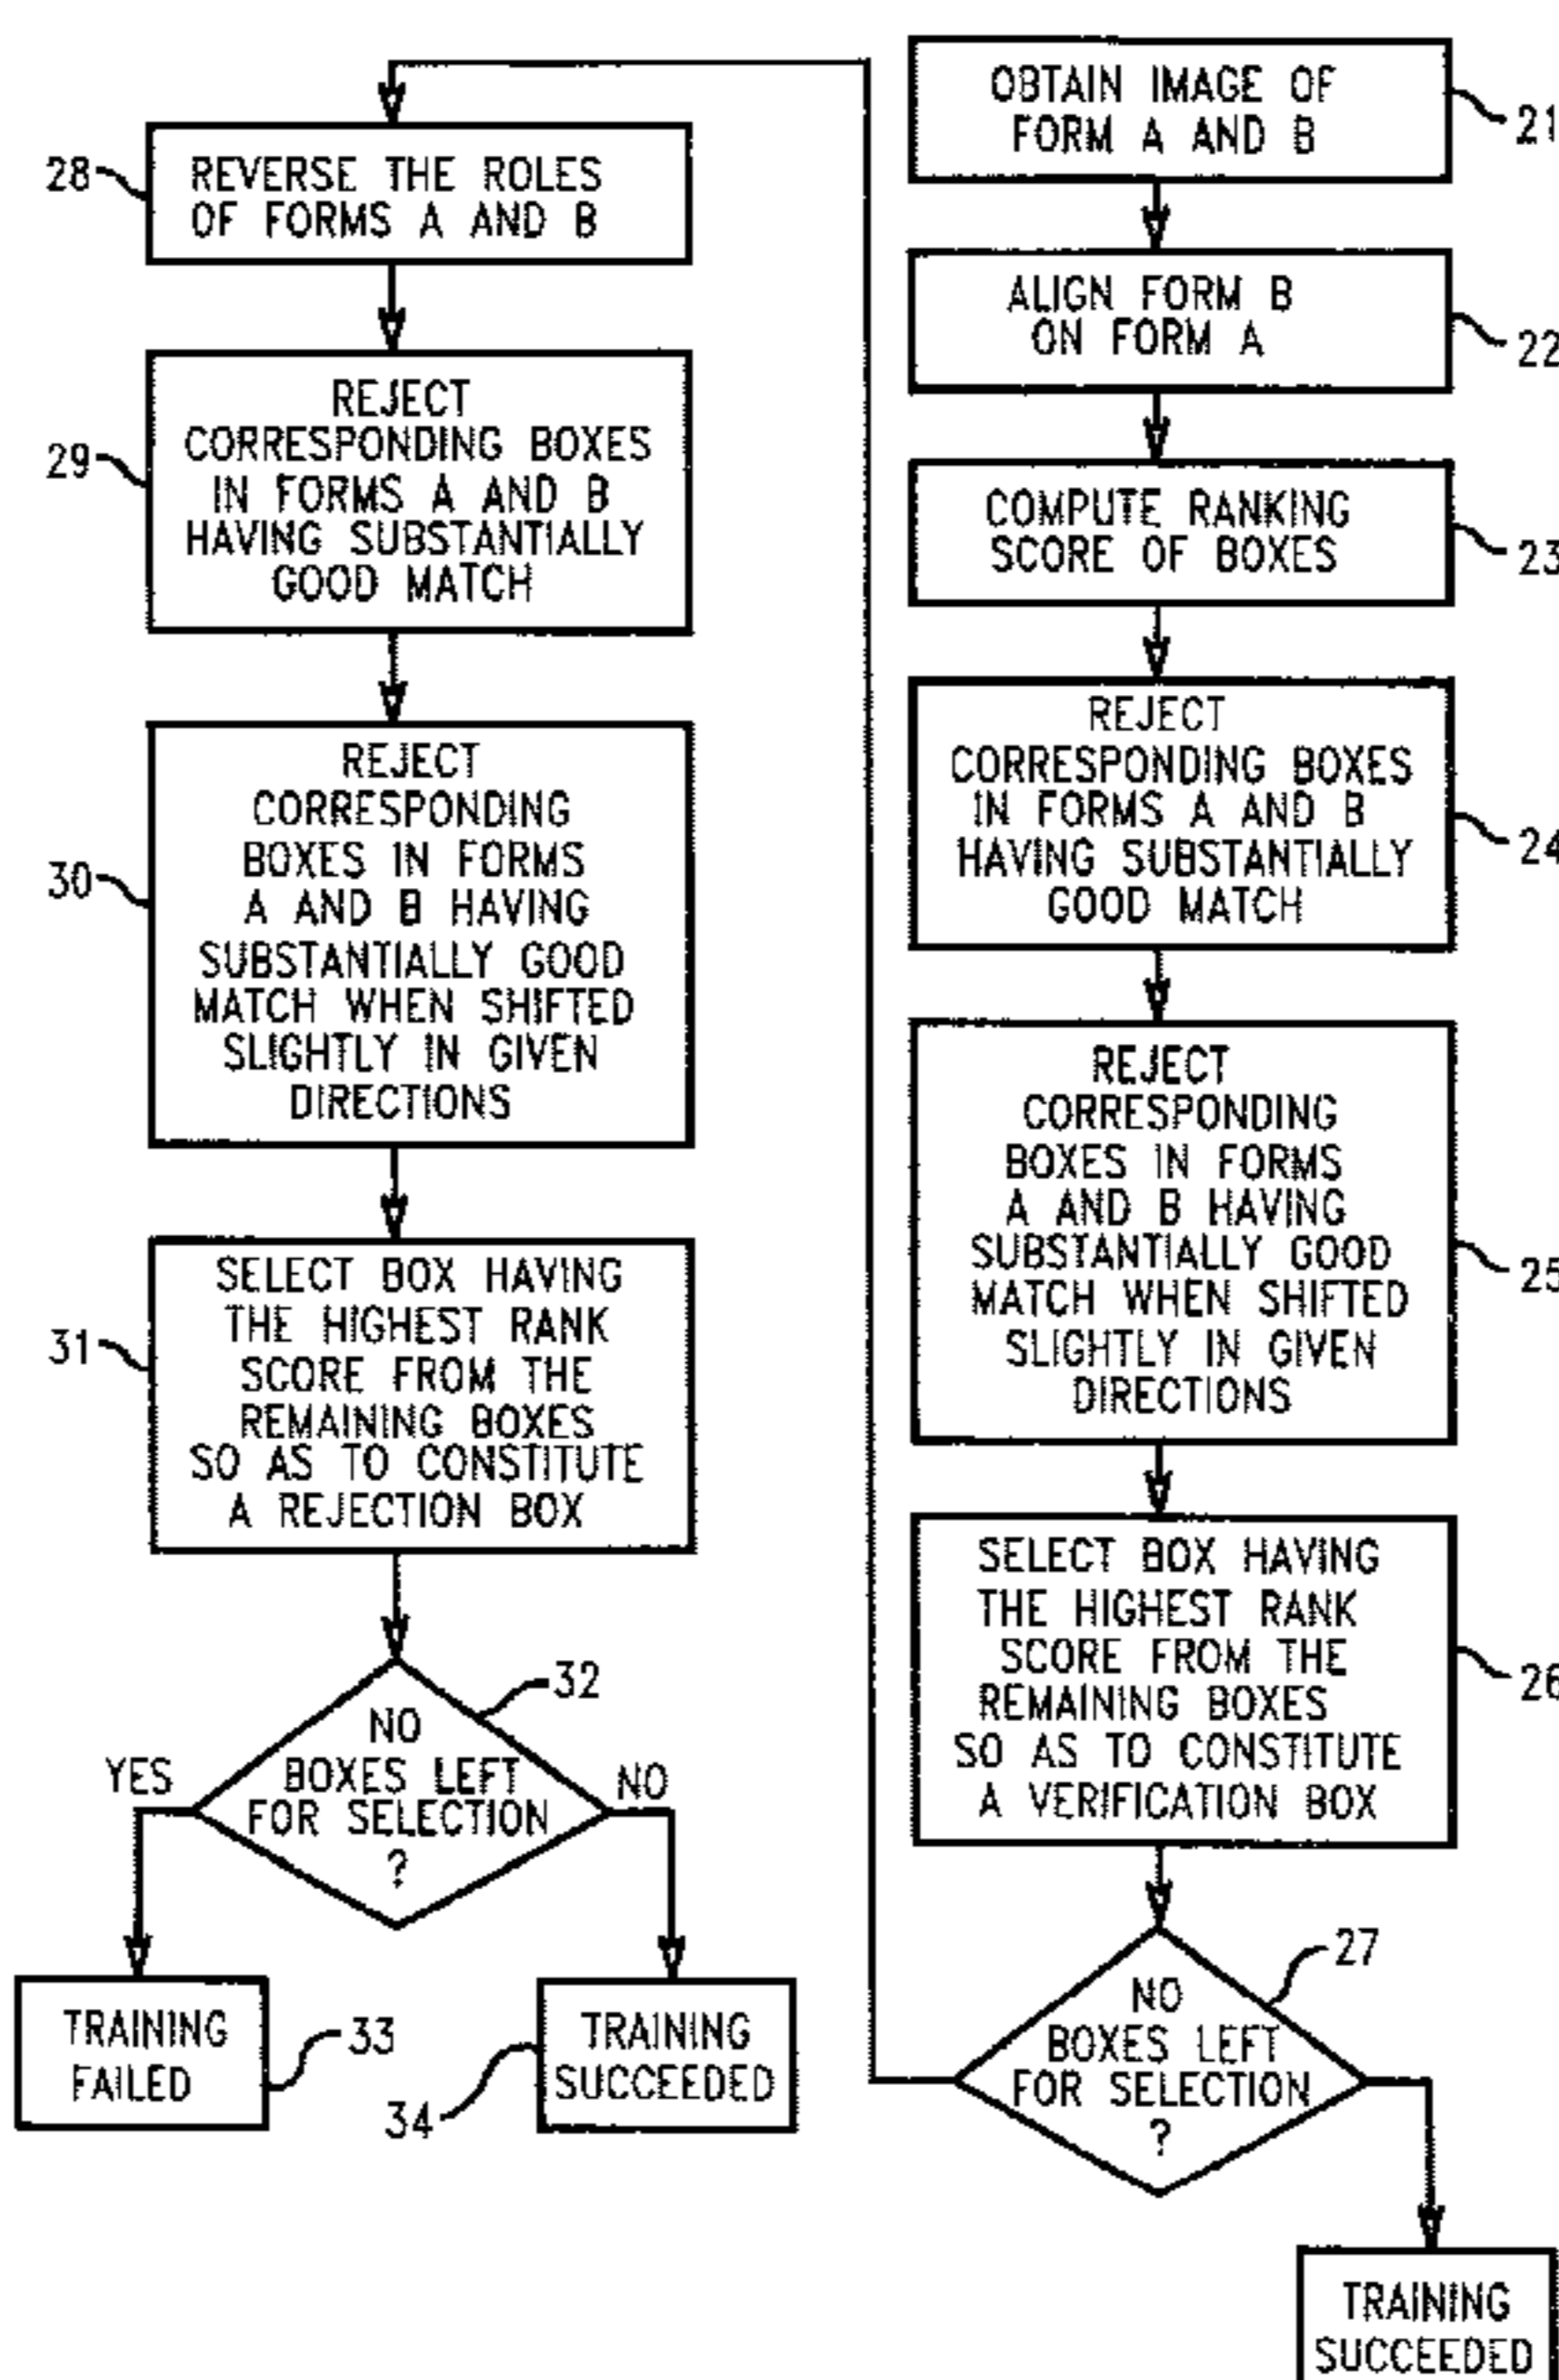 OBTAIN IMAGE OF
FORM A AND B
21
ALIGN FORM B
ON FORM A
22
COMPUTE RANKING
SCORE OF BOXES
23
REJECT
CORRESPONDING BOXES
IN FORMS A AND B
HAVING SUBSTANTIALLY
GOOD MATCH
24
REJECT
CORRESPONDING
BOXES IN FORMS
A AND B HAVING
SUBSTANTIALLY GOOD
MATCH WHEN SHIFTED
SLIGHTLY IN GIVEN
DIRECTIONS
25
SELECT BOX HAVING
THE HIGHEST RANK
SCORE FROM THE
REMAINING BOXES
SO AS TO CONSTITUTE
A VERIFICATION BOX
26
27
NO
BOXES LEFT
FOR SELECTION
?
TRAINING
SUCCEEDED
28
REVERSE THE ROLES
OF FORMS A AND B
29
REJECT
CORRESPONDING BOXES
IN FORMS A AND B
HAVING SUBSTANTIALLY
GOOD MATCH
30
REJECT
CORRESPONDING
BOXES IN FORMS
A AND B HAVING
SUBSTANTIALLY GOOD
MATCH WHEN SHIFTED
SLIGHTLY IN GIVEN
DIRECTIONS
31
SELECT BOX HAVING
THE HIGHEST RANK
SCORE FROM THE
REMAINING BOXES
SO AS TO CONSTITUTE
A REJECTION BOX
32
NO
BOXES LEFT
FOR SELECTION
?
YES
NO
TRAINING
FAILED
33
TRAINING
SUCCEEDED
34